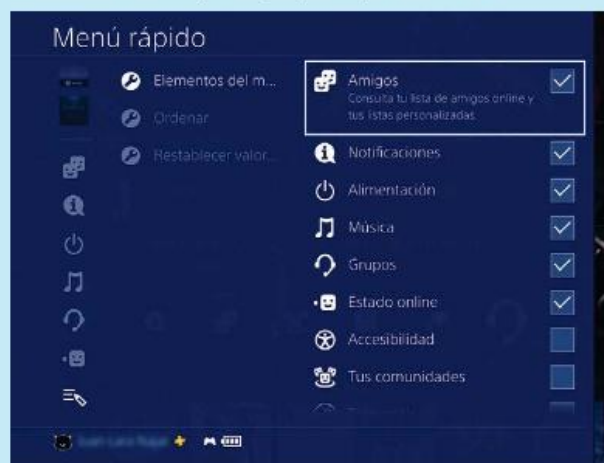 Menú rápido
Elementos del m...
Ordenar
Restablecer valor...
Amigos
Consulta tu lista de amigos online y
tus listas personalizadas.
Notificaciones
Alimentación
Música
Grupos
Estado online
Accesibilidad
Tus comunidades